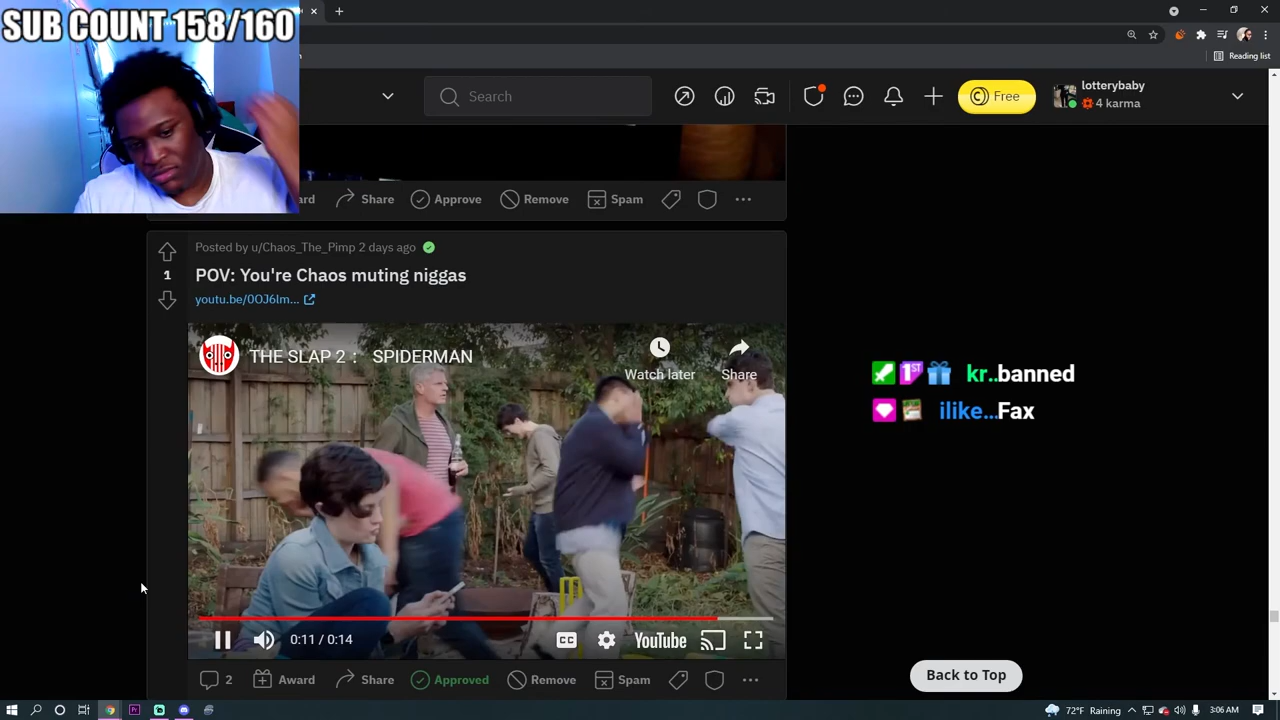 SUB COUNT 158/160
Reading list
Search
Free
lotterybaby
4 karma
ard
Share
Approve
Remove
Spam
Posted by u/Chaos_The_Pimp 2 days ago
1
POV: You're Chaos muting niggas
youtu.be/0OJ6lm...
THE SLAP 2 : SPIDERMAN
Watch later
Share
kr..banned
1ST
ilike...Fax
0:11 / 0:14
CC
YouTube
2
Award
Share
Approved
Remove
Spam
Back to Top
72°F Raining
3:06 AM